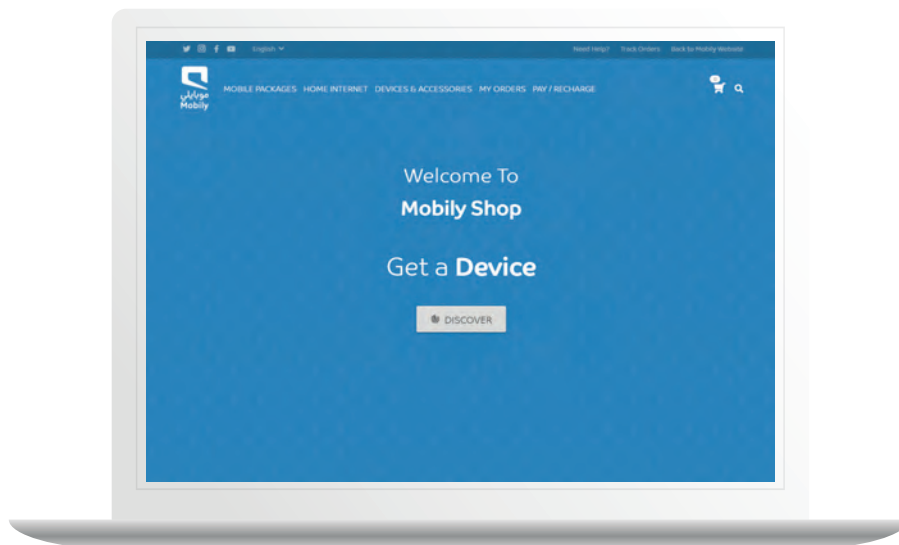 English
Need Help? Track Orders Back to Mobily Website
موبايلي
Mobily
MOBILE PACKAGES HOME INTERNET DEVICES & ACCESSORIES MY ORDERS PAY / RECHARGE
0
Welcome To
Mobily Shop
Get a Device
DISCOVER